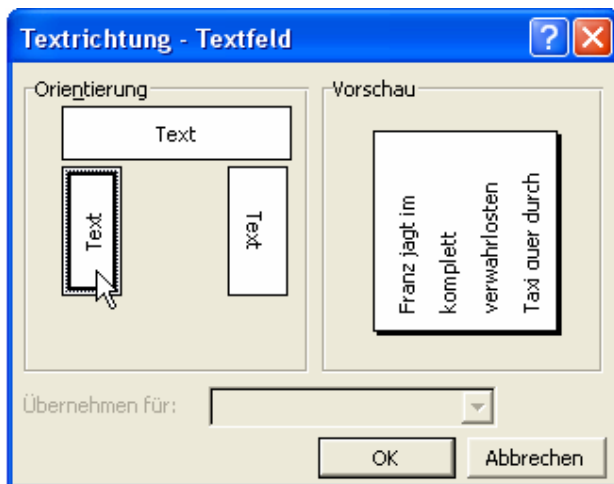 Textrichtung - Textfeld
Orientierung
Text
Text
Text
Vorschau
Franz jagt im
komplett
verwahrlosten
Taxi quer durch
Übernehmen für:
OK
Abbrechen